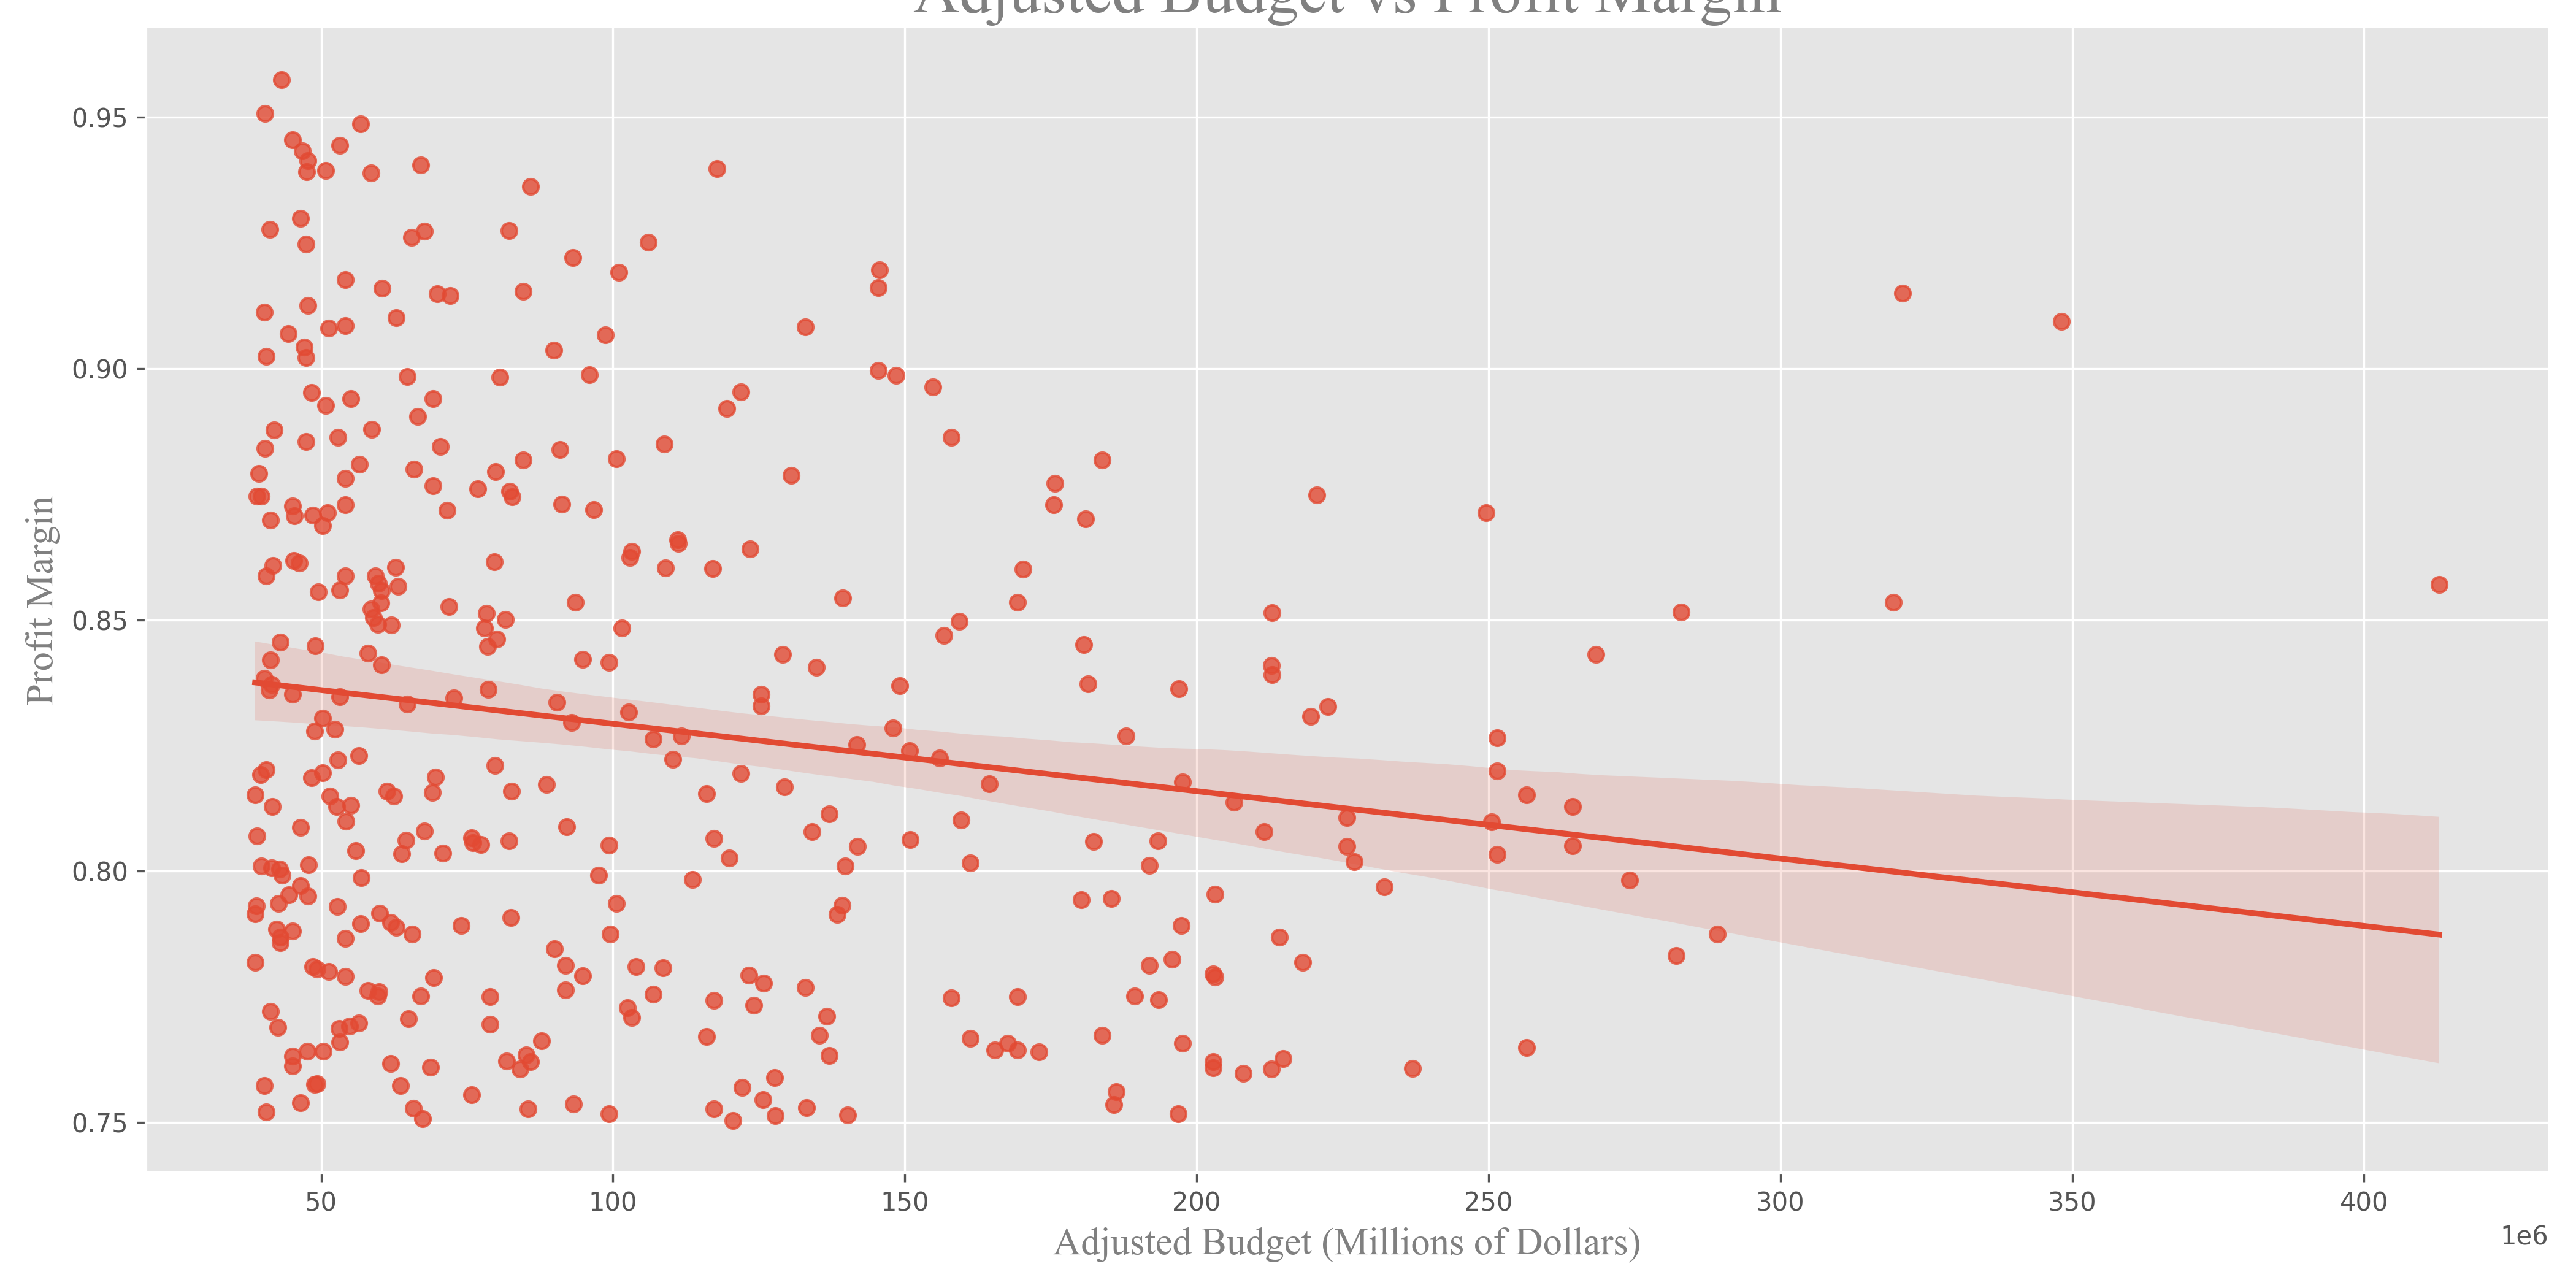 Adjusted Budget vs Profit Margin
0.95
0.90
0.85
0.80
0.75
Profit Margin
50 100 150 200 250 300 350 400
1e6
Adjusted Budget (Millions of Dollars)